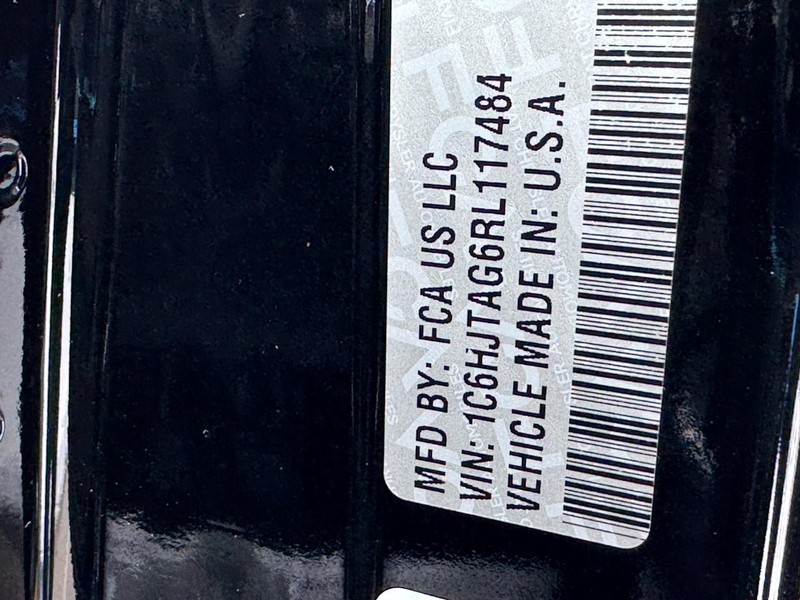 MFD BY: FCA US LLC
VIN: 1C6HJTAG6RL117484
VEHICLE MADE IN: U.S.A.